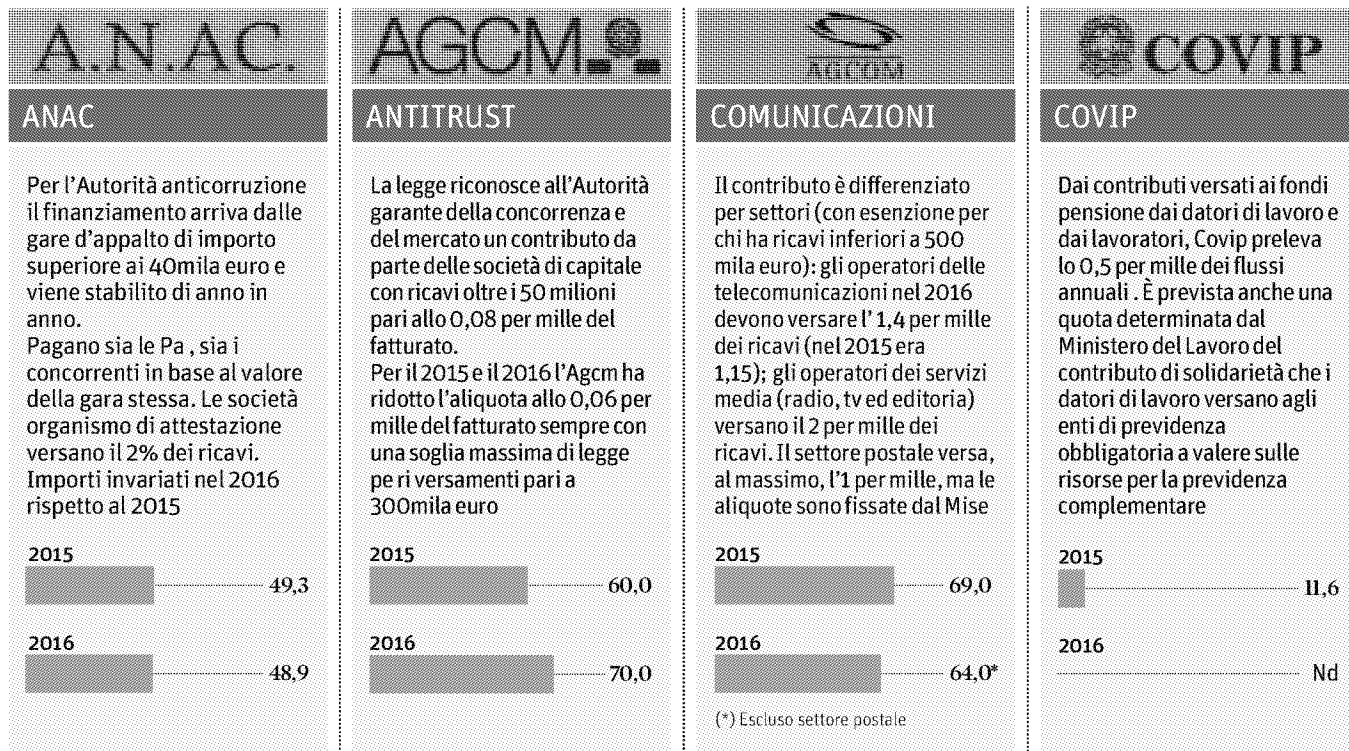 A.N.AC.
ANAC
Per l'Autorità anticorruzione
il finanziamento arriva dalle
gare d'appalto di importo
superiore ai 40mila euro e
viene stabilito di anno in
anno.
Pagano sia le Pa , sia i
concorrenti in base al valore
della gara stessa. Le società
organismo di attestazione
versano il 2% dei ricavi.
Importi invariati nel 2016
rispetto al 2015
2015
49,3
2016
48,9
AGCM
ANTITRUST
La legge riconosce all'Autorità
garante della concorrenza e
del mercato un contributo da
parte delle società di capitale
con ricavi oltre i 50 milioni
pari allo 0,08 per mille del
fatturato.
Per il 2015 e il 2016 l'Agcm ha
ridotto l'aliquota allo 0,06 per
mille del fatturato sempre con
una soglia massima di legge
pe ri versamenti pari a
300mila euro
2015
60,0
2016
70,0
AGCOM
COMUNICAZIONI
Il contributo è differenziato
per settori (con esenzione per
chi ha ricavi inferiori a 500
mila euro): gli operatori delle
telecomunicazioni nel 2016
devono versare l' 1,4 per mille
dei ricavi (nel 2015 era
1,15); gli operatori dei servizi
media (radio, tv ed editoria)
versano il 2 per mille dei
ricavi. Il settore postale versa,
al massimo, l'1 per mille, ma le
aliquote sono fissate dal Mise
2015
69,0
2016
64,0*
(*) Escluso settore postale
COVIP
COVIP
Dai contributi versati ai fondi
pensione dai datori di lavoro e
dai lavoratori, Covip preleva
lo 0,5 per mille dei flussi
annuali . È prevista anche una
quota determinata dal
Ministero del Lavoro del
contributo di solidarietà che i
datori di lavoro versano agli
enti di previdenza
obbligatoria a valere sulle
risorse per la previdenza
complementare
2015
11,6
2016
Nd